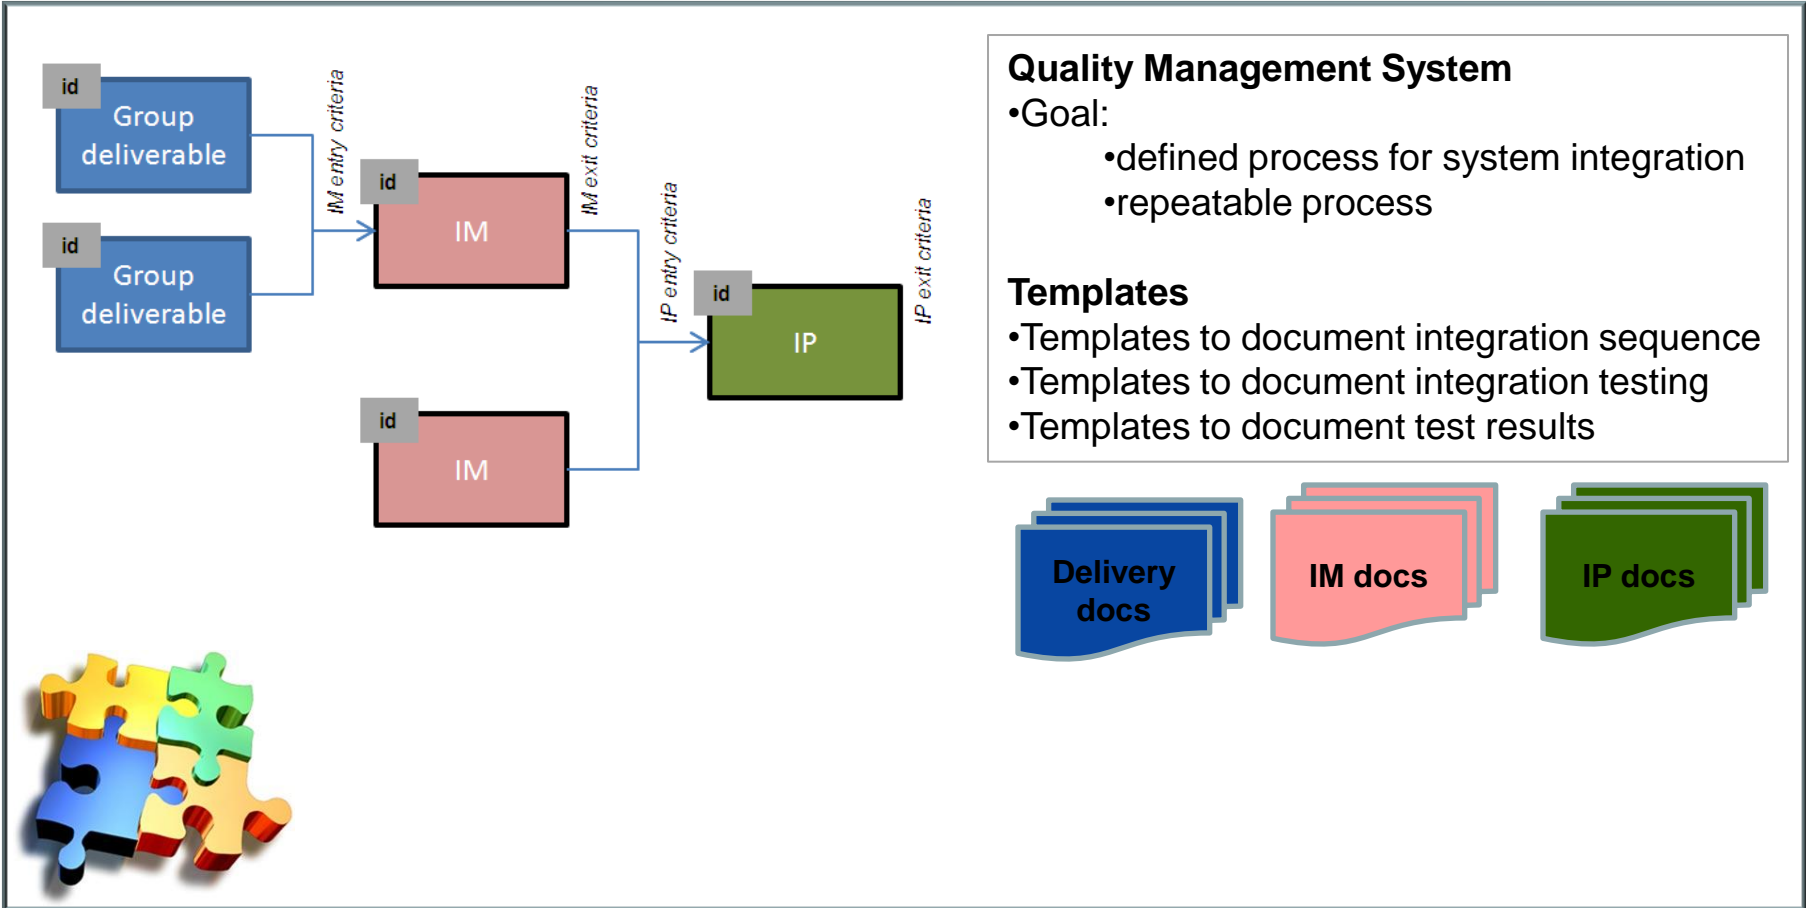 id
Group
deliverable
id
Group
deliverable
IM entry criteria
id
IM
IM exit criteria
id
IM
IP entry criteria
id
IP
IP exit criteria
Quality Management System
•Goal:
•defined process for system integration
•repeatable process
Templates
•Templates to document integration sequence
•Templates to document integration testing
•Templates to document test results
Delivery
docs
IM docs
IP docs